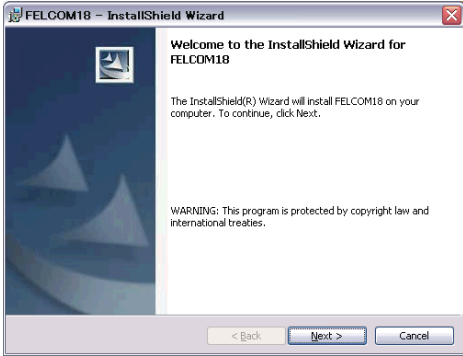 FELCOM18 - InstallShield Wizard
Welcome to the InstallShield Wizard for
FELCOM18
The InstallShield(R) Wizard will install FELCOM18 on your
computer. To continue, click Next.
WARNING: This program is protected by copyright law and
international treaties.
< Back Next > Cancel